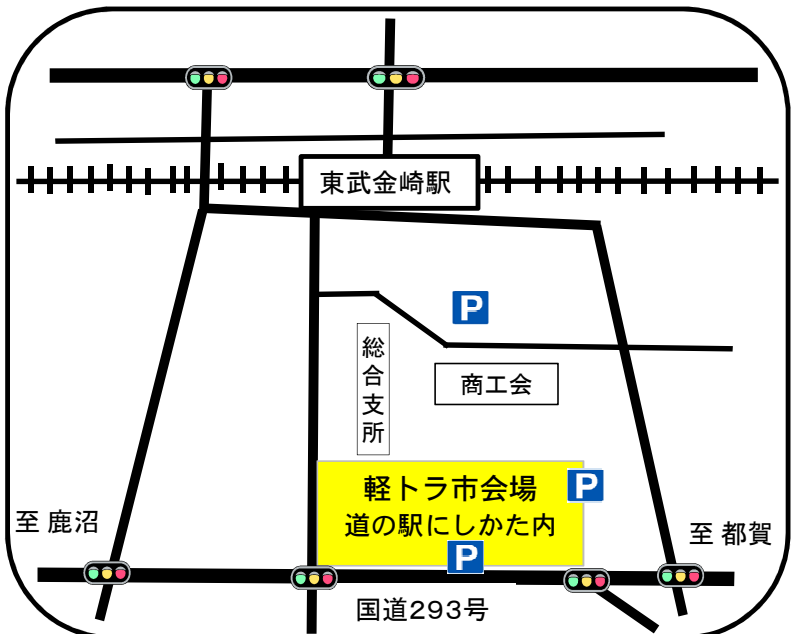 東武金崎駅
P
総合支所
商工会
軽トラ市会場
P
道の駅にしかた内
至 鹿沼
至 都賀
P
国道293号